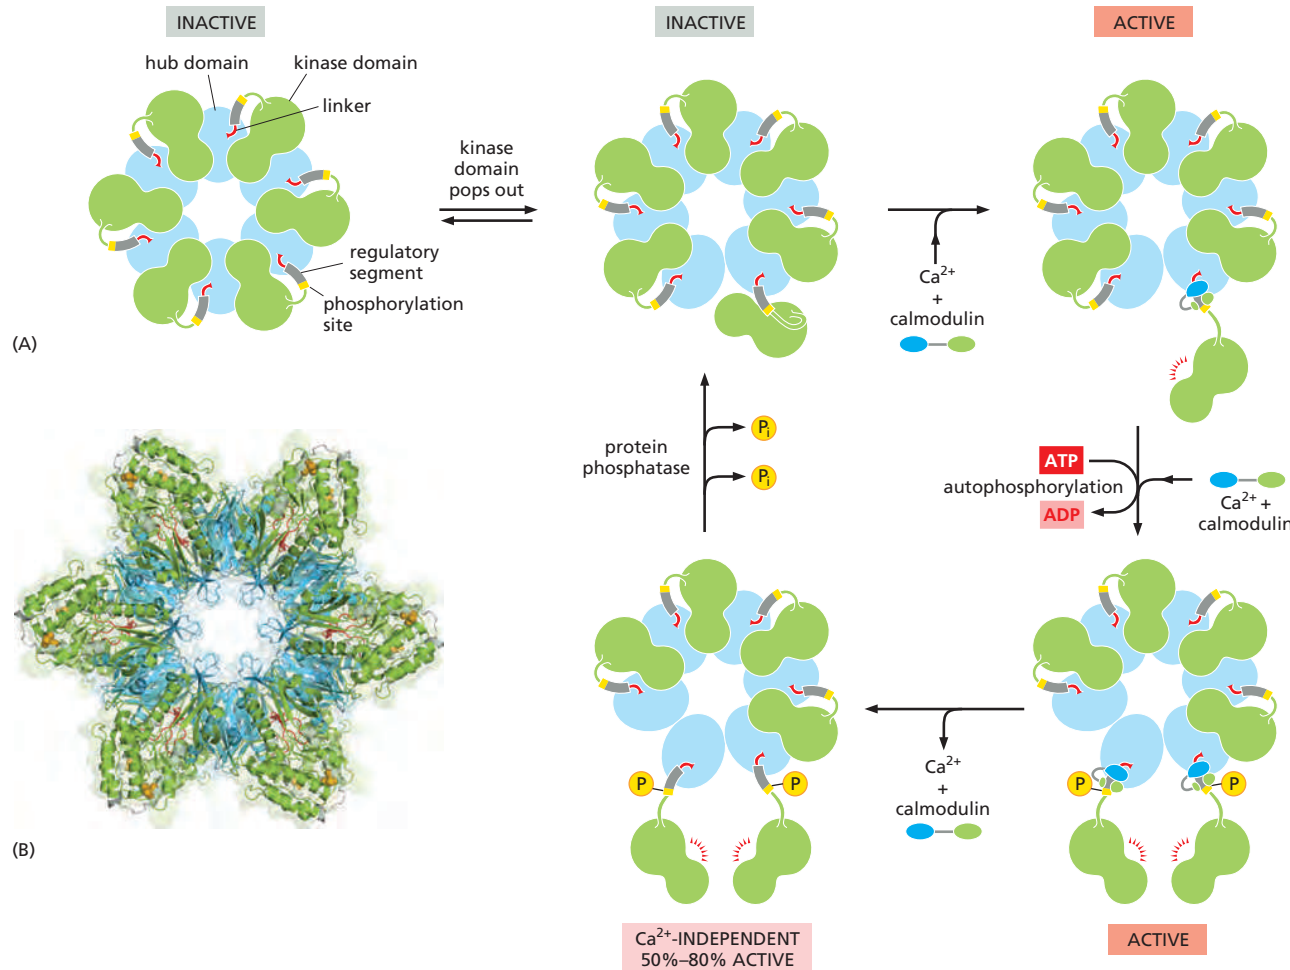 INACTIVE
hub domain
kinase domain
linker
regulatory
segment
phosphorylation
site
(A)
kinase
domain
pops out
INACTIVE
Ca2+
+
calmodulin
ACTIVE
ATP
autophosphorylation
ADP
Ca2+ +
calmodulin
protein
phosphatase
Pi
Pi
(B)
P
P
Ca2+
+
calmodulin
P
P
Ca2+-INDEPENDENT
50%–80% ACTIVE
ACTIVE